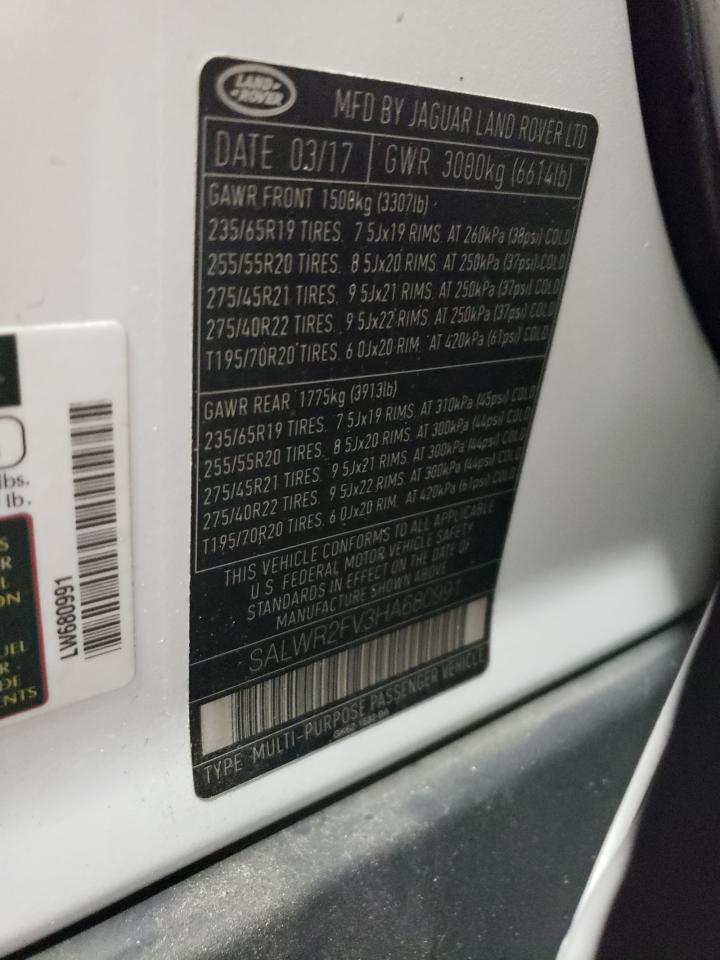 LAND-
-ROVER
MFD BY JAGUAR LAND ROVER LTD
DATE 03/17 GWR 3000kg (6614lb)
GAWR FRONT 1500kg (3307lb)
235/65R19 TIRES, 7 5Jx19 RIMS, AT 260kPa (38psi) COLD
255/55R20 TIRES, 8 5Jx20 RIMS, AT 250kPa (37psi) COLD
275/45R21 TIRES, 9 5Jx21 RIMS, AT 250kPa (37psi) COLD
275/40R22 TIRES, 9 5Jx22 RIMS, AT 250kPa (37psi) COLD
T195/70R20 TIRES, 6 0Jx20 RIM, AT 420kPa (61psi) COLD
GAWR REAR 1775kg (3913lb)
235/65R19 TIRES, 7 5Jx19 RIMS, AT 310kPa (45psi) COLD
255/55R20 TIRES, 8 5Jx20 RIMS, AT 300kPa (44psi) COLD
275/45R21 TIRES, 9 5Jx21 RIMS, AT 300kPa (44psi) COLD
275/40R22 TIRES, 9 5Jx22 RIMS, AT 300kPa (44psi) COLD
T195/70R20 TIRES, 6 0Jx20 RIM, AT 420kPa (61psi) COLD
THIS VEHICLE CONFORMS TO ALL APPLICABLE
U S FEDERAL MOTOR VEHICLE SAFETY
STANDARDS IN EFFECT ON THE DATE OF
MANUFACTURE SHOWN ABOVE
SALWR2FV3HA680991
TYPE MULTI-PURPOSE PASSENGER VEHICLE
lbs.
lb.
LW680991